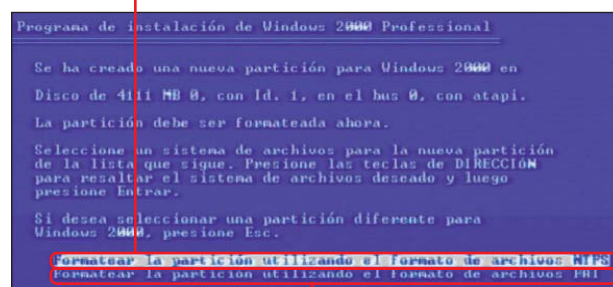 Programa de instalación de Windows 2000 Professional
Se ha creado una nueva partición para Windows 2000 en
Disco de 4111 MB 0, con Id. 1, en el bus 0, con atapi.
La partición debe ser formateada ahora.
Seleccione un sistema de archivos para la nueva partición
de la lista que sigue. Presione las teclas de DIRECCIÓN
para resaltar el sistema de archivos deseado y luego
presione Entrar.
Si desea seleccionar una partición diferente para
Windows 2000, presione Esc.
Formatear la partición utilizando el formato de archivos NTFS
Formatear la partición utilizando el formato de archivos FAT